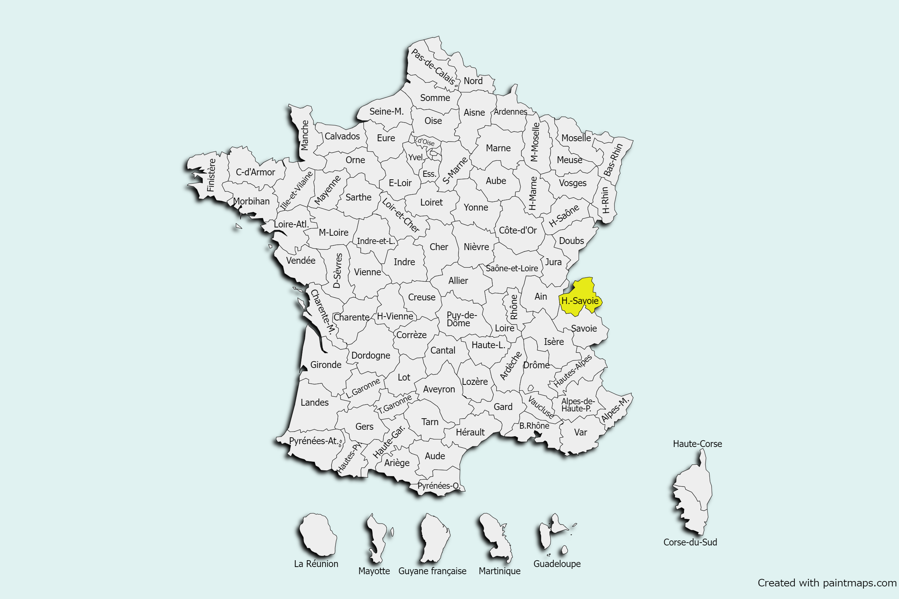 Pas-de-Calais
Nord
Somme
Seine-M.
Oise
Aisne
Ardennes
Manche
Calvados
Eure
d'Oise
Yvel.
Ess.
S-Marne
Marne
M-Moselle
Moselle
Meuse
Bas-Rhin
Finistère
C-d'Armor
Morbihan
Ille-et-Vilaine
Mayenne
Orne
Sarthe
E-Loir
Loir-et-Cher
Loiret
Yonne
Aube
H-Marne
Vosges
H-Rhin
H-Saône
Côte-d'Or
Doubs
Loire-Atl.
M-Loire
Indre-et-L.
Cher
Nièvre
Saône-et-Loire
Jura
Vendée
D-Sèvres
Vienne
Indre
Allier
Ain
H.-Savoie
Charente-M.
Charente
H-Vienne
Creuse
Puy-de-
Dôme
Rhône
Loire
Savoie
Isère
Corrèze
Cantal
Haute-L.
Ardèche
Drôme
Hautes-Alpes
Gironde
Dordogne
Lot
L.Garonne
Aveyron
Lozère
Landes
T.Garonne
Tarn
Gard
Vaucluse
Alpes-de-
Haute-P.
Alpes-M.
Gers
Haute-Gar.
Hérault
B.Rhône
Var
Pyrénées-At.
Hautes-Py.
Ariège
Aude
Pyrénées-O.
Haute-Corse
Corse-du-Sud
La Réunion
Mayotte
Guyane française
Martinique
Guadeloupe
Created with paintmaps.com